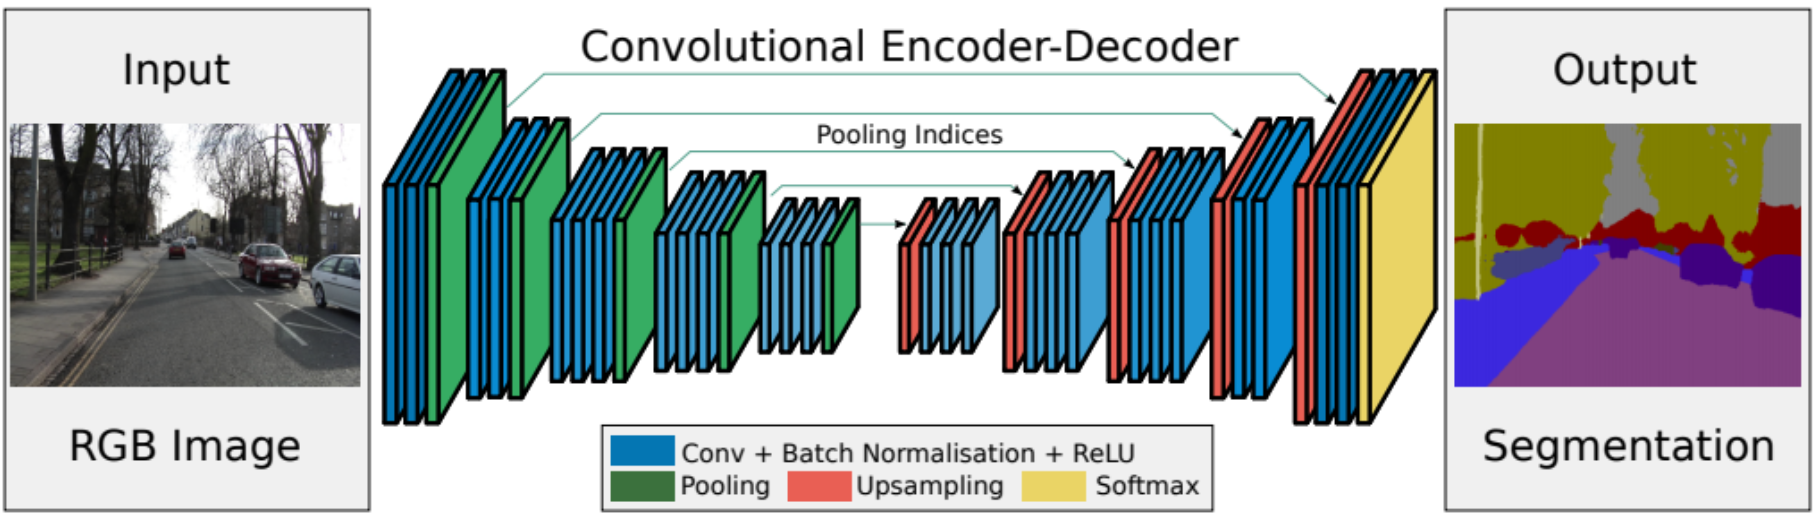 Input
RGB Image
Convolutional Encoder-Decoder
Pooling Indices
Conv + Batch Normalisation + ReLU
Pooling
Upsampling
Softmax
Output
Segmentation